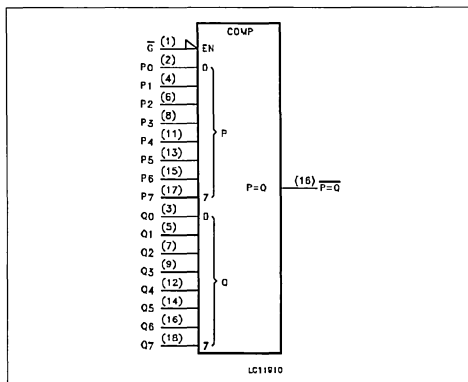 COMP
G̅ (1) EN
P0 (2) 0
P1 (4)
P2 (6)
P3 (8)
P4 (11) P
P5 (13)
P6 (15)
P7 (17) 7 P=Q (16) P̅=̅Q̅
Q0 (3) 0
Q1 (5)
Q2 (7)
Q3 (9)
Q4 (12) Q
Q5 (14)
Q6 (16)
Q7 (18) 7
LC11910